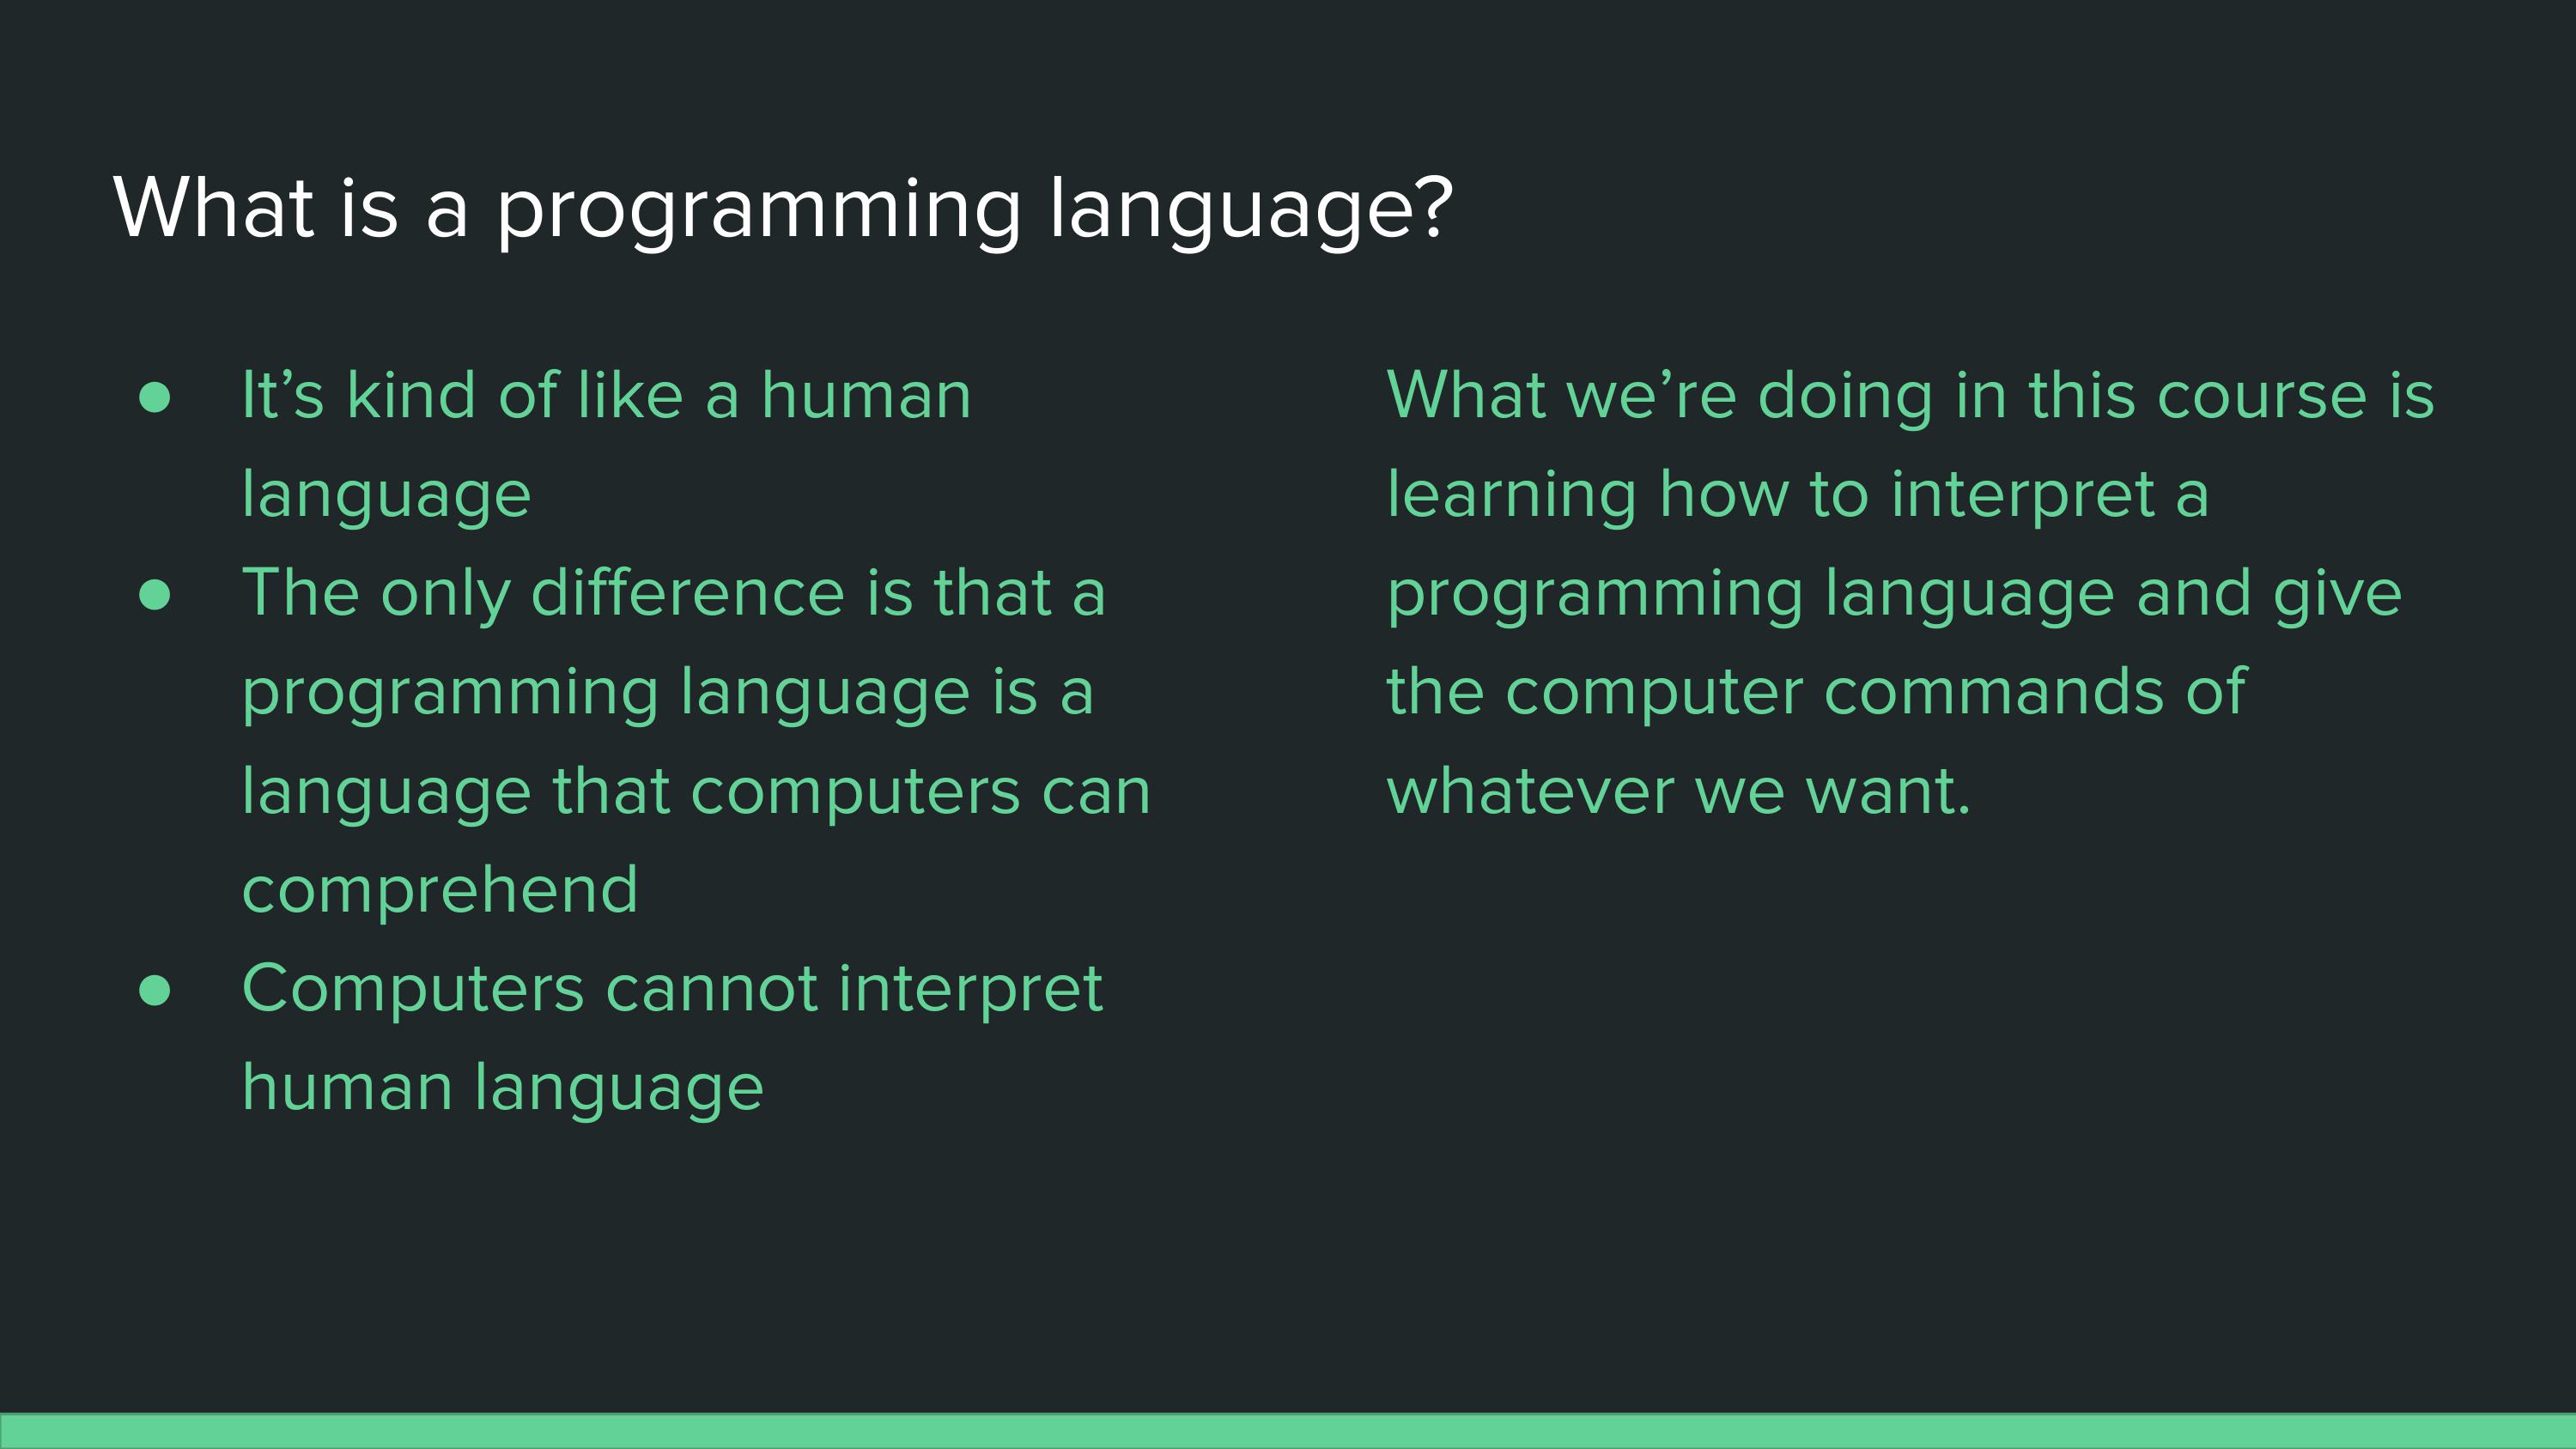 What is a programming language?
● It’s kind of like a human
language
● The only difference is that a
programming language is a
language that computers can
comprehend
● Computers cannot interpret
human language
What we’re doing in this course is
learning how to interpret a
programming language and give
the computer commands of
whatever we want.